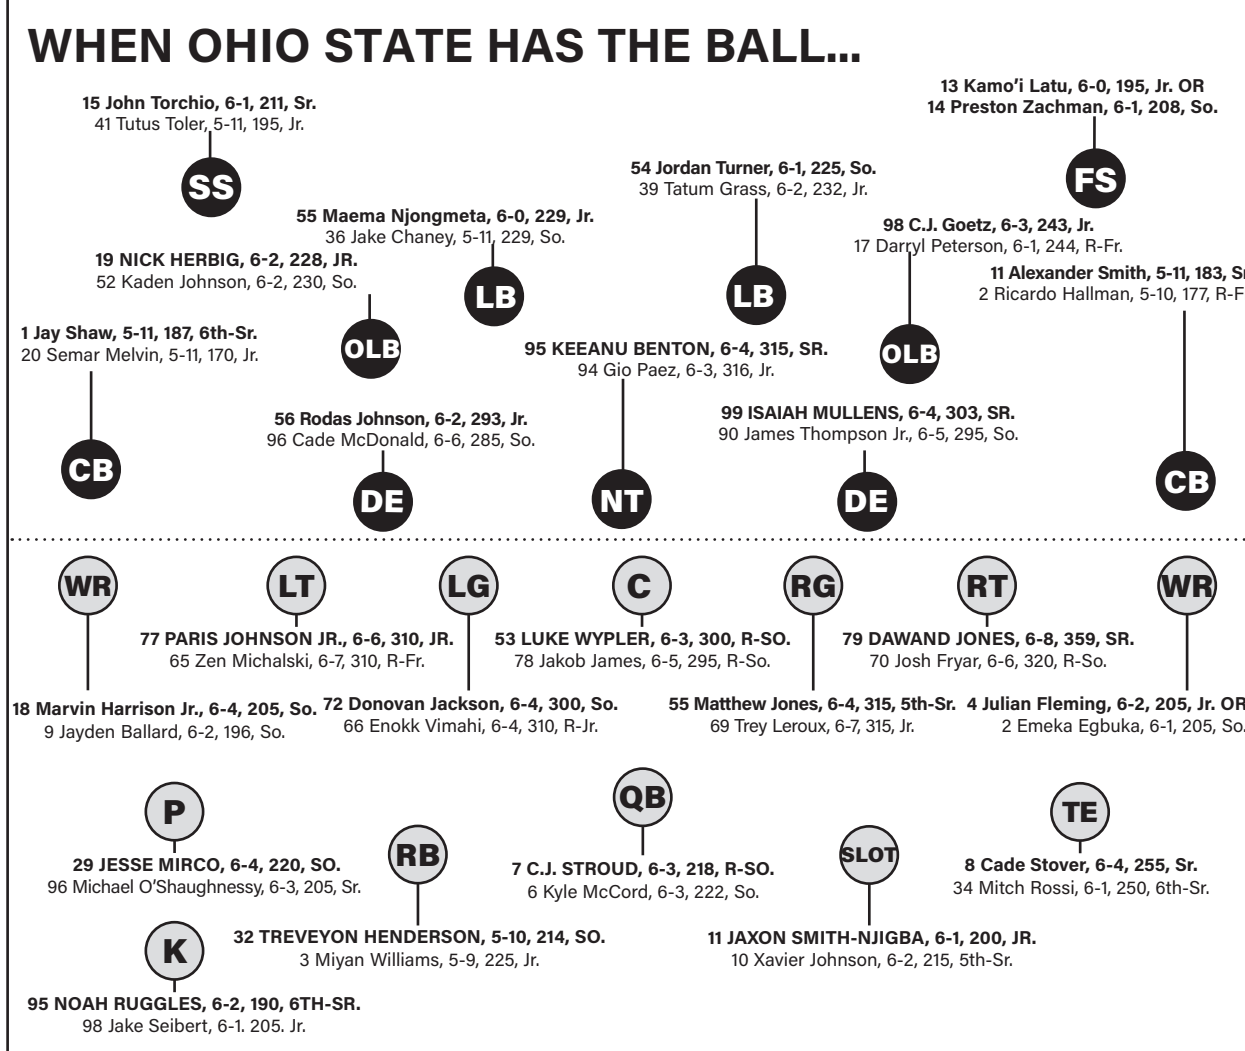 WHEN OHIO STATE HAS THE BALL...
13 Kamo'i Latu, 6-0, 195, Jr. OR
14 Preston Zachman, 6-1, 208, So.
FS
15 John Torchio, 6-1, 211, Sr.
41 Tutus Toler, 5-11, 195, Jr.
SS
54 Jordan Turner, 6-1, 225, So.
39 Tatum Grass, 6-2, 232, Jr.
LB
55 Maema Njongmeta, 6-0, 229, Jr.
36 Jake Chaney, 5-11, 229, So.
LB
98 C.J. Goetz, 6-3, 243, Jr.
17 Darryl Peterson, 6-1, 244, R-Fr.
OLB
19 NICK HERBIG, 6-2, 228, JR.
52 Kaden Johnson, 6-2, 230, So.
OLB
11 Alexander Smith, 5-11, 183, S
2 Ricardo Hallman, 5-10, 177, R-F
CB
1 Jay Shaw, 5-11, 187, 6th-Sr.
20 Semar Melvin, 5-11, 170, Jr.
CB
95 KEEANU BENTON, 6-4, 315, SR.
94 Gio Paez, 6-3, 316, Jr.
NT
56 Rodas Johnson, 6-2, 293, Jr.
96 Cade McDonald, 6-6, 285, So.
DE
99 ISAIAH MULLENS, 6-4, 303, SR.
90 James Thompson Jr., 6-5, 295, So.
DE
WR
LT
LG
C
RG
RT
WR
77 PARIS JOHNSON JR., 6-6, 310, JR.
65 Zen Michalski, 6-7, 310, R-Fr.
53 LUKE WYPLER, 6-3, 300, R-SO.
78 Jakob James, 6-5, 295, R-So.
79 DAWAND JONES, 6-8, 359, SR.
70 Josh Fryar, 6-6, 320, R-So.
18 Marvin Harrison Jr., 6-4, 205, So.
9 Jayden Ballard, 6-2, 196, So.
72 Donovan Jackson, 6-4, 300, So.
66 Enokk Vimahi, 6-4, 310, R-Jr.
55 Matthew Jones, 6-4, 315, 5th-Sr.
69 Trey Leroux, 6-7, 315, Jr.
4 Julian Fleming, 6-2, 205, Jr. OR
2 Emeka Egbuka, 6-1, 205, So.
P
29 JESSE MIRCO, 6-4, 220, SO.
96 Michael O'Shaughnessy, 6-3, 205, Sr.
QB
7 C.J. STROUD, 6-3, 218, R-SO.
6 Kyle McCord, 6-3, 222, So.
TE
8 Cade Stover, 6-4, 255, Sr.
34 Mitch Rossi, 6-1, 250, 6th-Sr.
RB
32 TREVEYON HENDERSON, 5-10, 214, SO.
3 Miyan Williams, 5-9, 225, Jr.
SLOT
11 JAXON SMITH-NJIGBA, 6-1, 200, JR.
10 Xavier Johnson, 6-2, 215, 5th-Sr.
K
95 NOAH RUGGLES, 6-2, 190, 6TH-SR.
98 Jake Seibert, 6-1. 205. Jr.